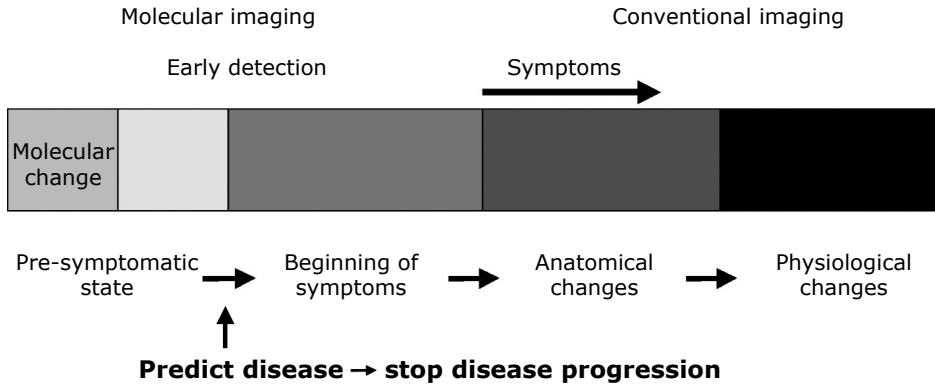 Molecular imaging
Conventional imaging
Early detection
Symptoms
Molecular
change
Pre-symptomatic
state
Beginning of
symptoms
Anatomical
changes
Physiological
changes
Predict disease → stop disease progression